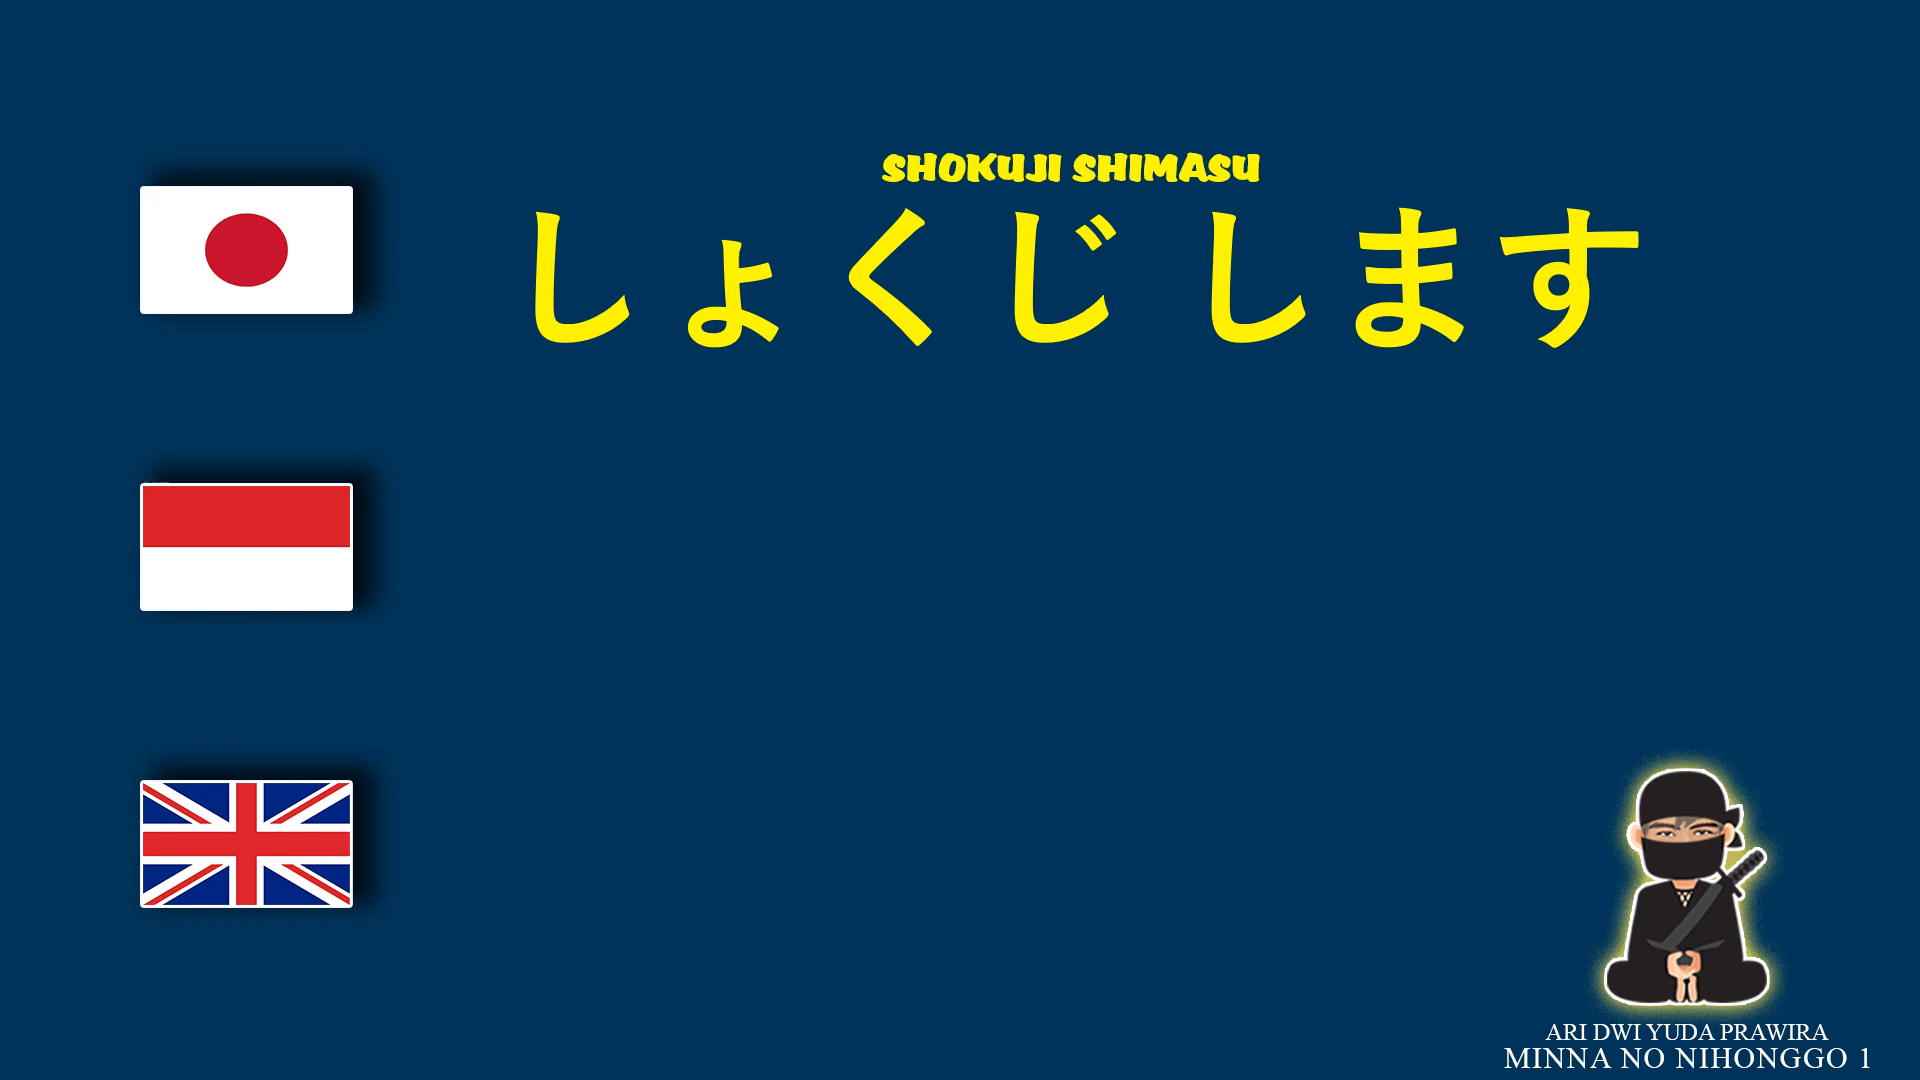 SHOKUJI SHIMASU
しょくじ します
ARI DWI YUDA PRAWIRA
MINNA NO NIHONGGO 1